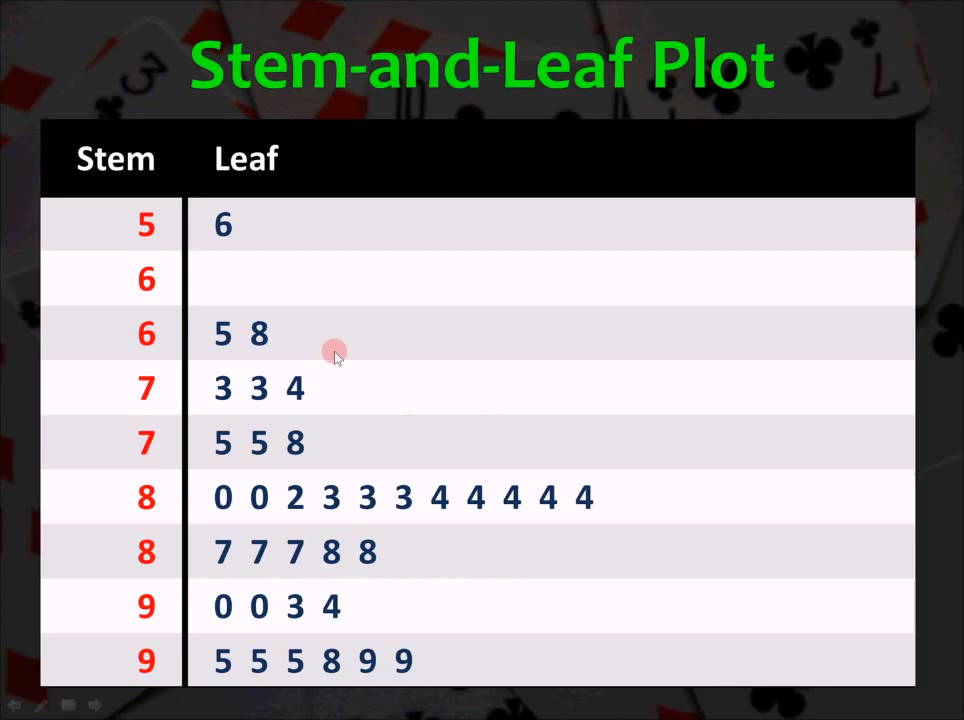 Stem-and-Leaf Plot
Stem Leaf
5 6
6
6 5 8
7 3 3 4
7 5 5 8
8 0 0 2 3 3 3 4 4 4 4 4
8 7 7 7 8 8
9 0 0 3 4
9 5 5 5 8 9 9